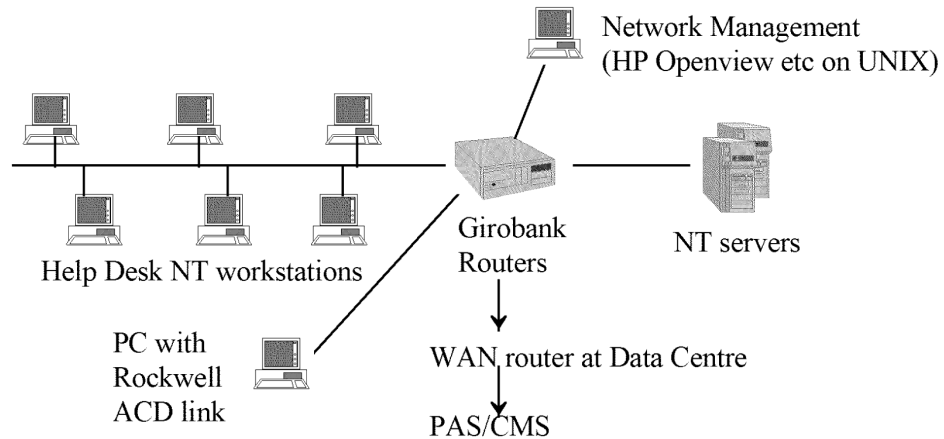 Network Management
(HP Openview etc on UNIX)
Girobank
Routers
NT servers
Help Desk NT workstations
PC with
Rockwell
ACD link
WAN router at Data Centre
PAS/CMS